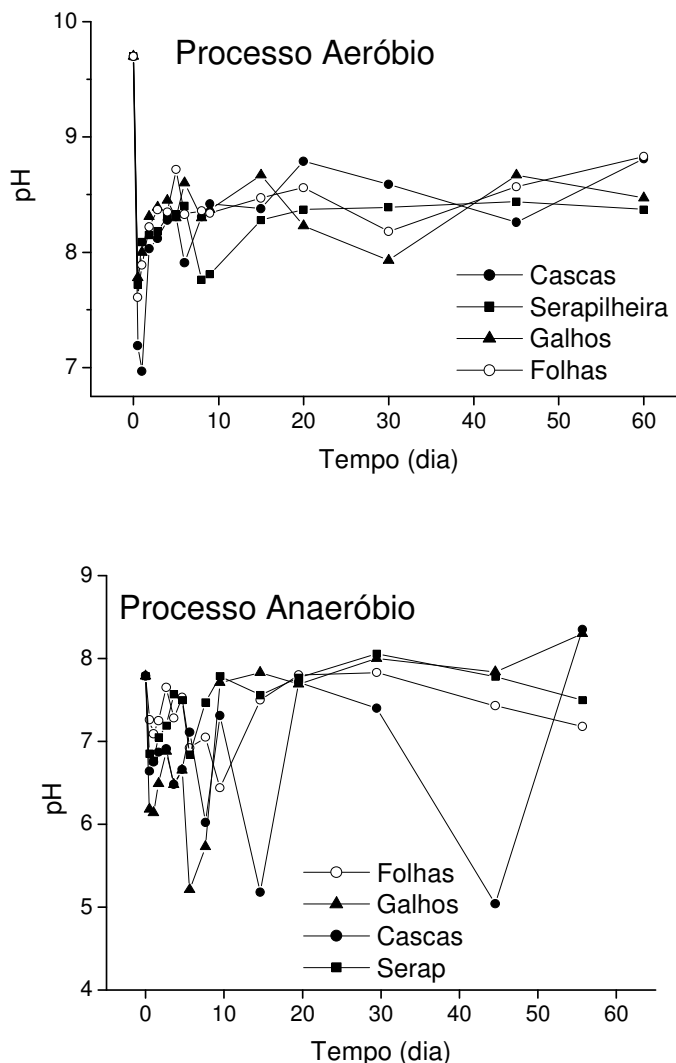 Processo Aeróbio
10
9
8
7
pH
Cascas
Serapilheira
Galhos
Folhas
0 10 20 30 40 50 60
Tempo (dia)
Processo Anaeróbio
9
8
7
6
5
4
pH
Folhas
Galhos
Cascas
Serap
0 10 20 30 40 50 60
Tempo (dia)